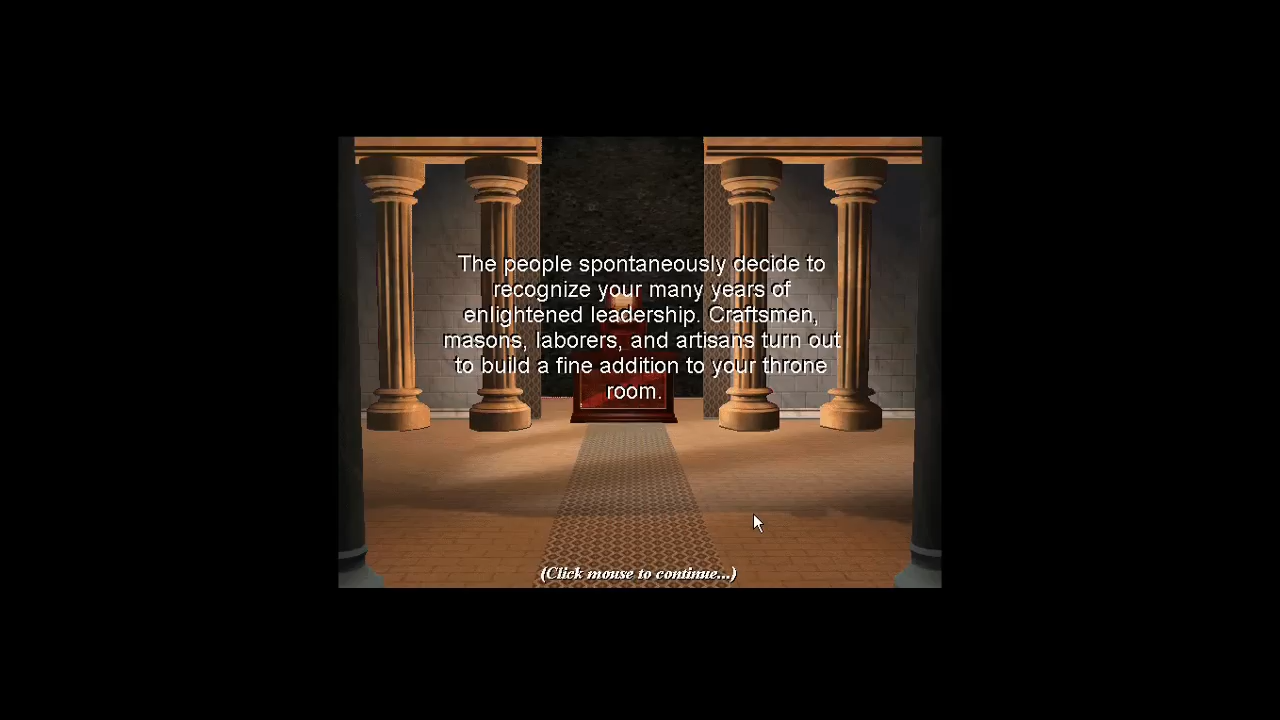 The people spontaneously decide to
recognize your many years of
enlightened leadership. Craftsmen,
masons, laborers, and artisans turn out
to build a fine addition to your throne
room.
(Click mouse to continue...)